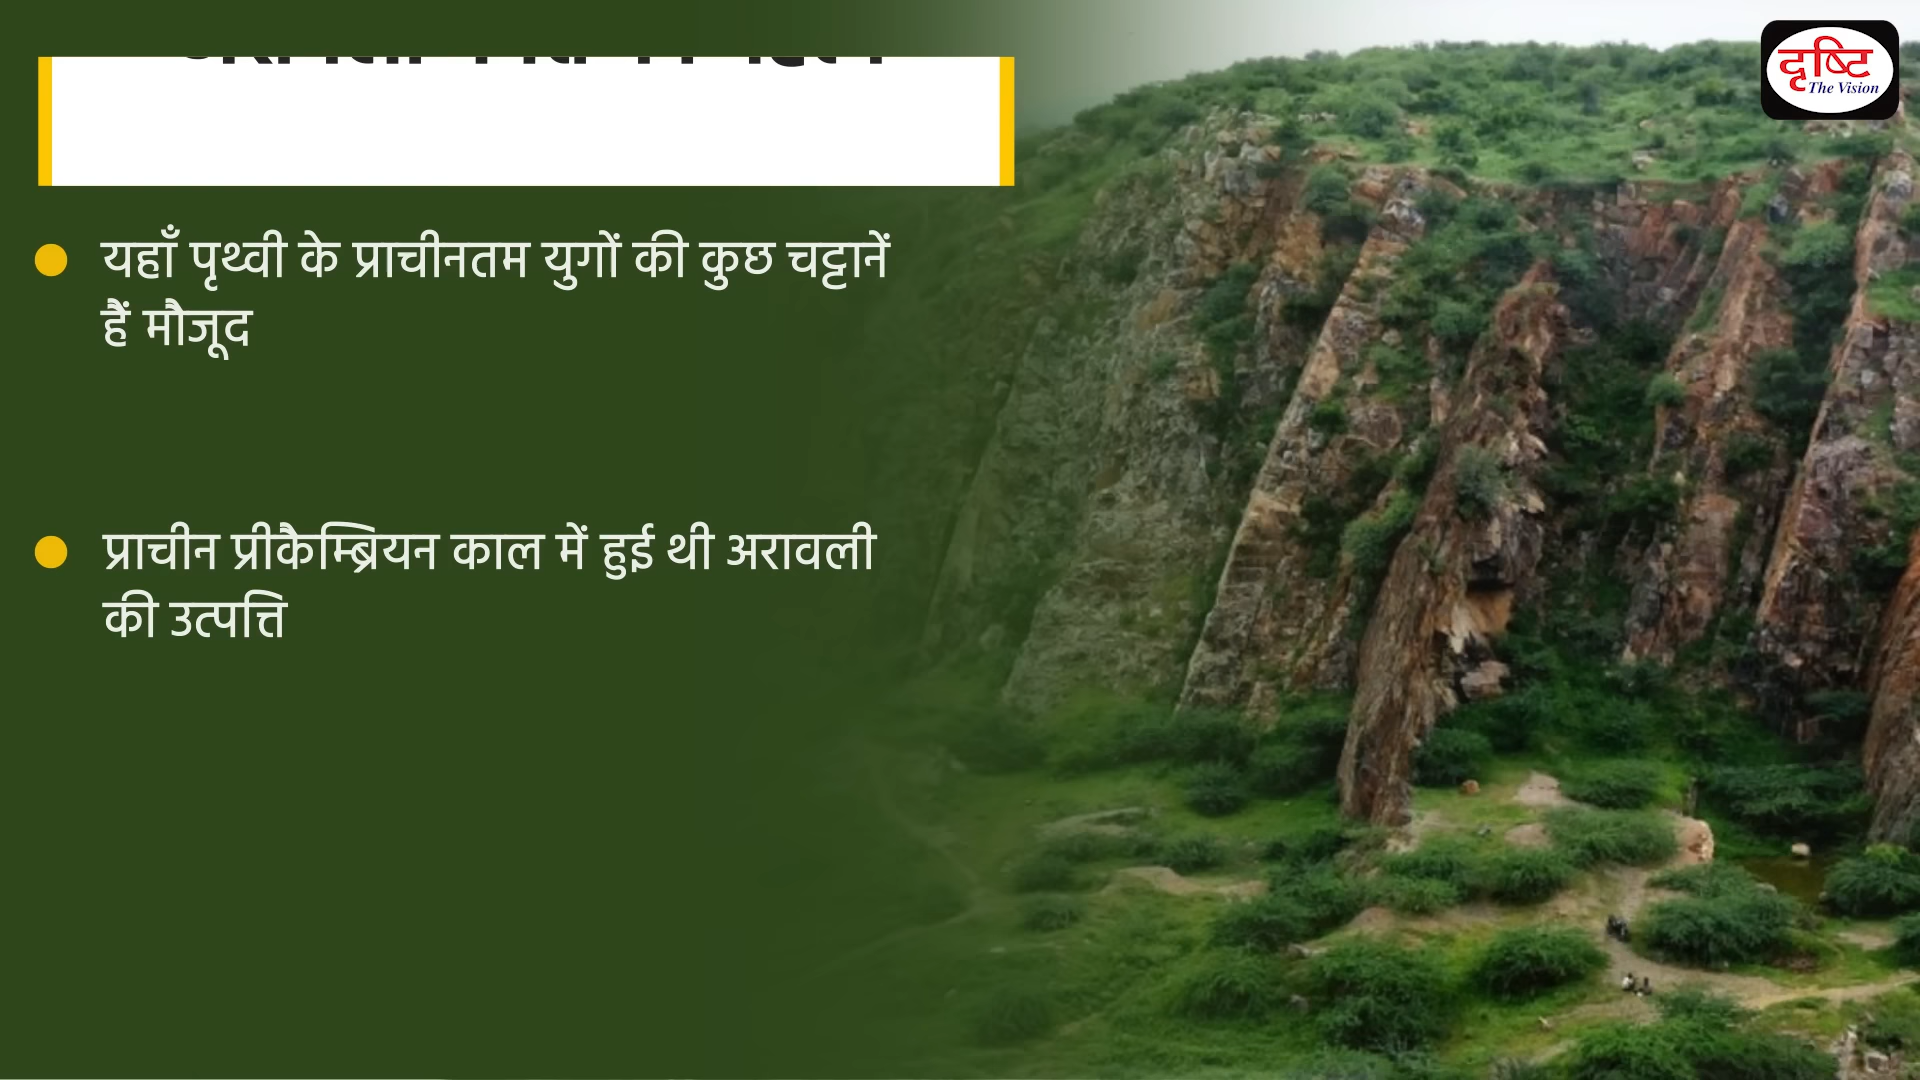 दृष्टि
The Vision
यहाँ पृथ्वी के प्राचीनतम युगों की कुछ चट्टानें
हैं मौजूद
प्राचीन प्रीकैम्ब्रियन काल में हुई थी अरावली
की उत्पत्ति